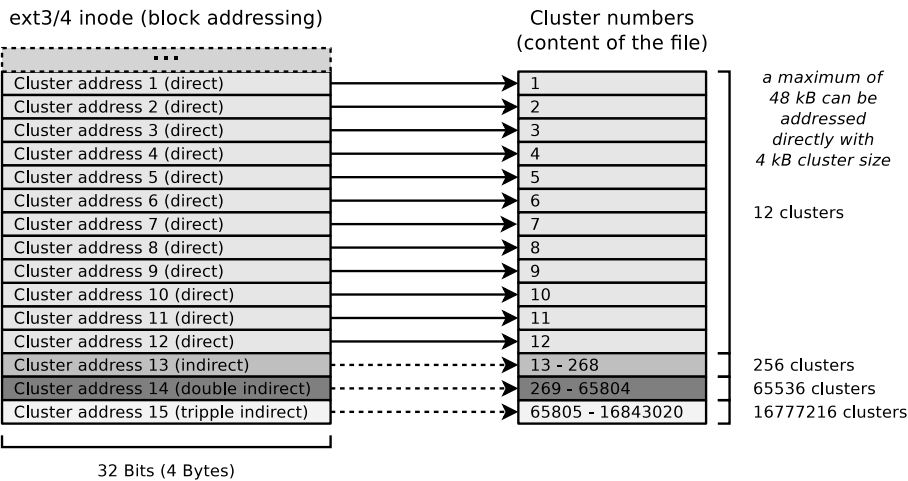 ext3/4 inode (block addressing)
Cluster numbers
(content of the file)
...
Cluster address 1 (direct)
1
Cluster address 2 (direct)
2
Cluster address 3 (direct)
3
Cluster address 4 (direct)
4
Cluster address 5 (direct)
5
Cluster address 6 (direct)
6
Cluster address 7 (direct)
7
Cluster address 8 (direct)
8
Cluster address 9 (direct)
9
Cluster address 10 (direct)
10
Cluster address 11 (direct)
11
Cluster address 12 (direct)
12
Cluster address 13 (indirect)
13 - 268
256 clusters
Cluster address 14 (double indirect)
269 - 65804
65536 clusters
Cluster address 15 (tripple indirect)
65805 - 16843020
16777216 clusters
a maximum of
48 kB can be
addressed
directly with
4 kB cluster size
12 clusters
32 Bits (4 Bytes)